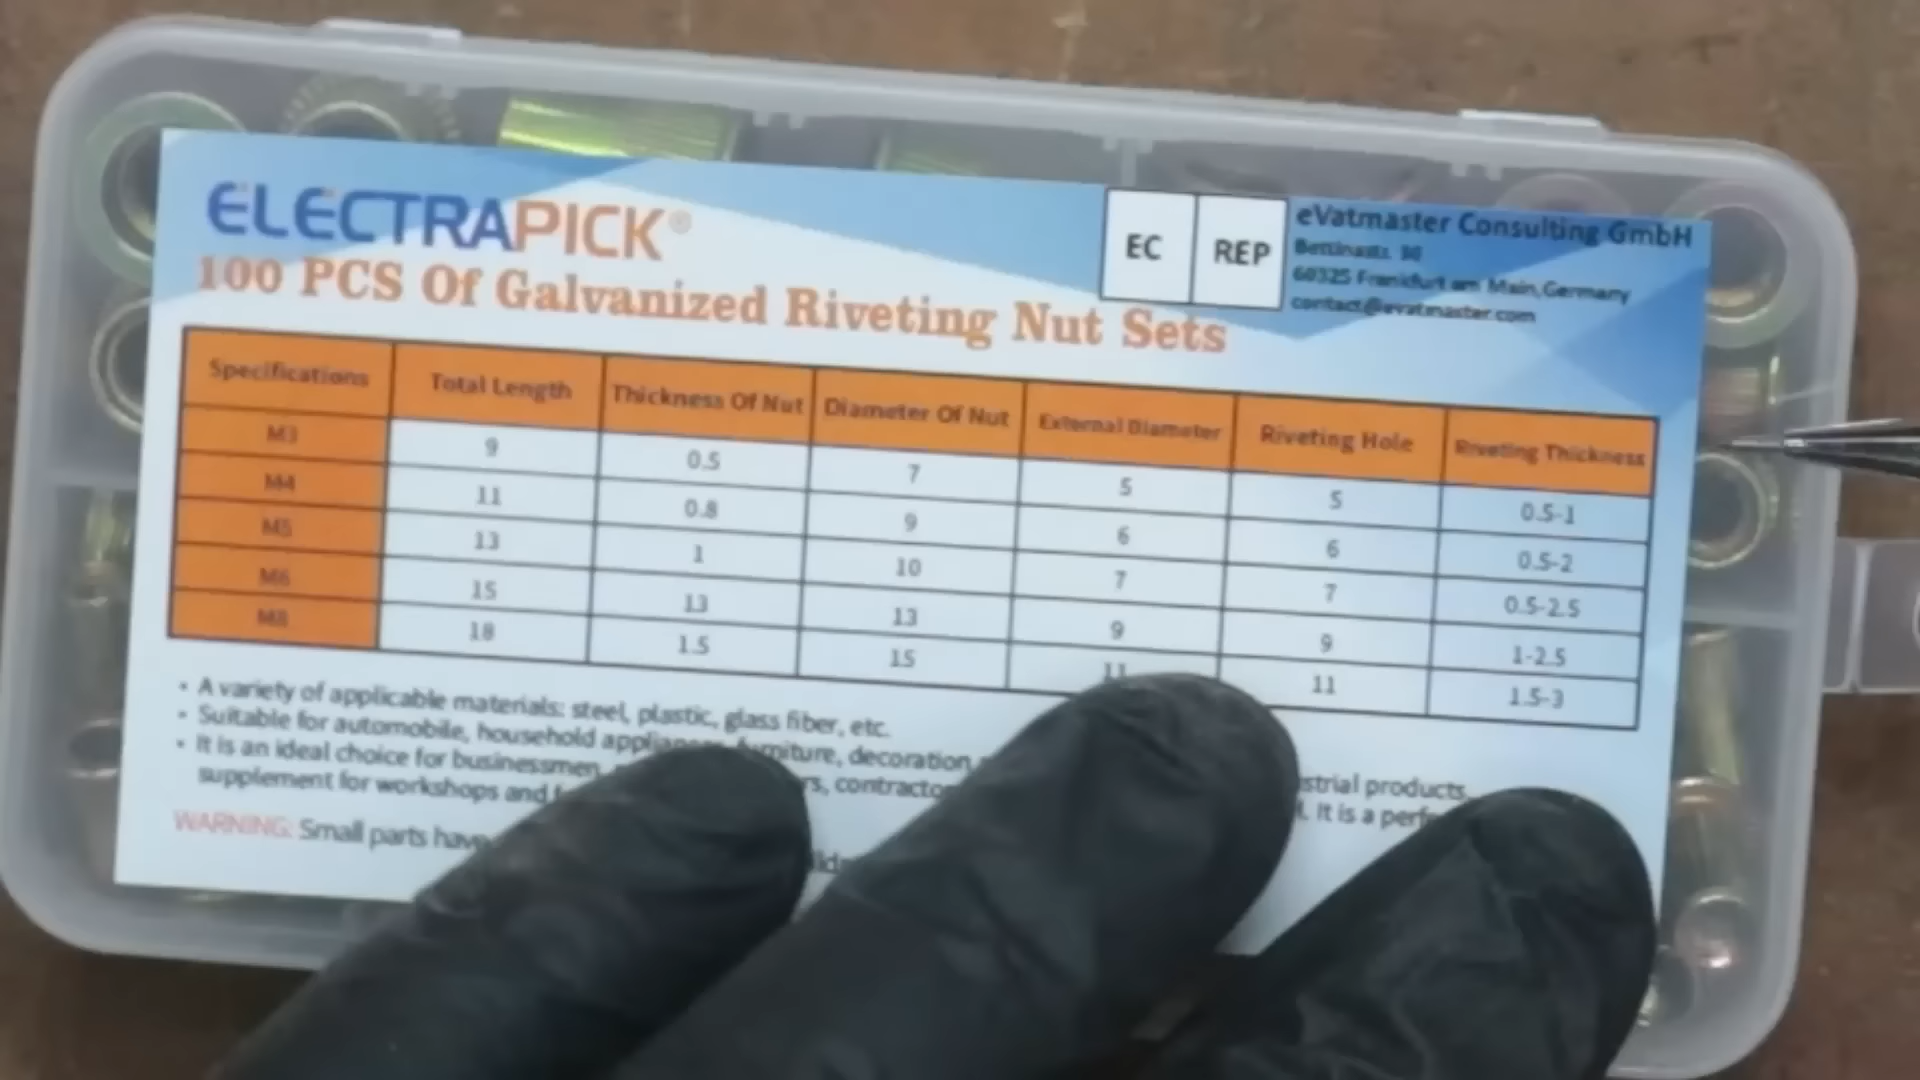 ELECTRAPICK®
100 PCS Of Galvanized Riveting Nut Sets
EC REP
eVatmaster Consulting GmbH
60325 Frankfurt am Main,Germany
contact@evatmaster.com
Specifications Total Length Thickness Of Nut Diameter Of Nut External Diameter Riveting Hole Riveting Thickness
M3 9 0.5 7 5 5 0.5-1
M4 11 0.8 9 6 6 0.5-2
M5 13 1 10 7 7 0.5-2.5
M6 15 13 13 9 9 1-2.5
M8 18 1.5 15 11 11 1.5-3
• A variety of applicable materials: steel, plastic, glass fiber, etc.
• Suitable for automobile, household appliances, furniture, decoration products.
• It is an ideal choice for businessmen, contractor It is a perf
supplement for workshops and
WARNING: Small parts have